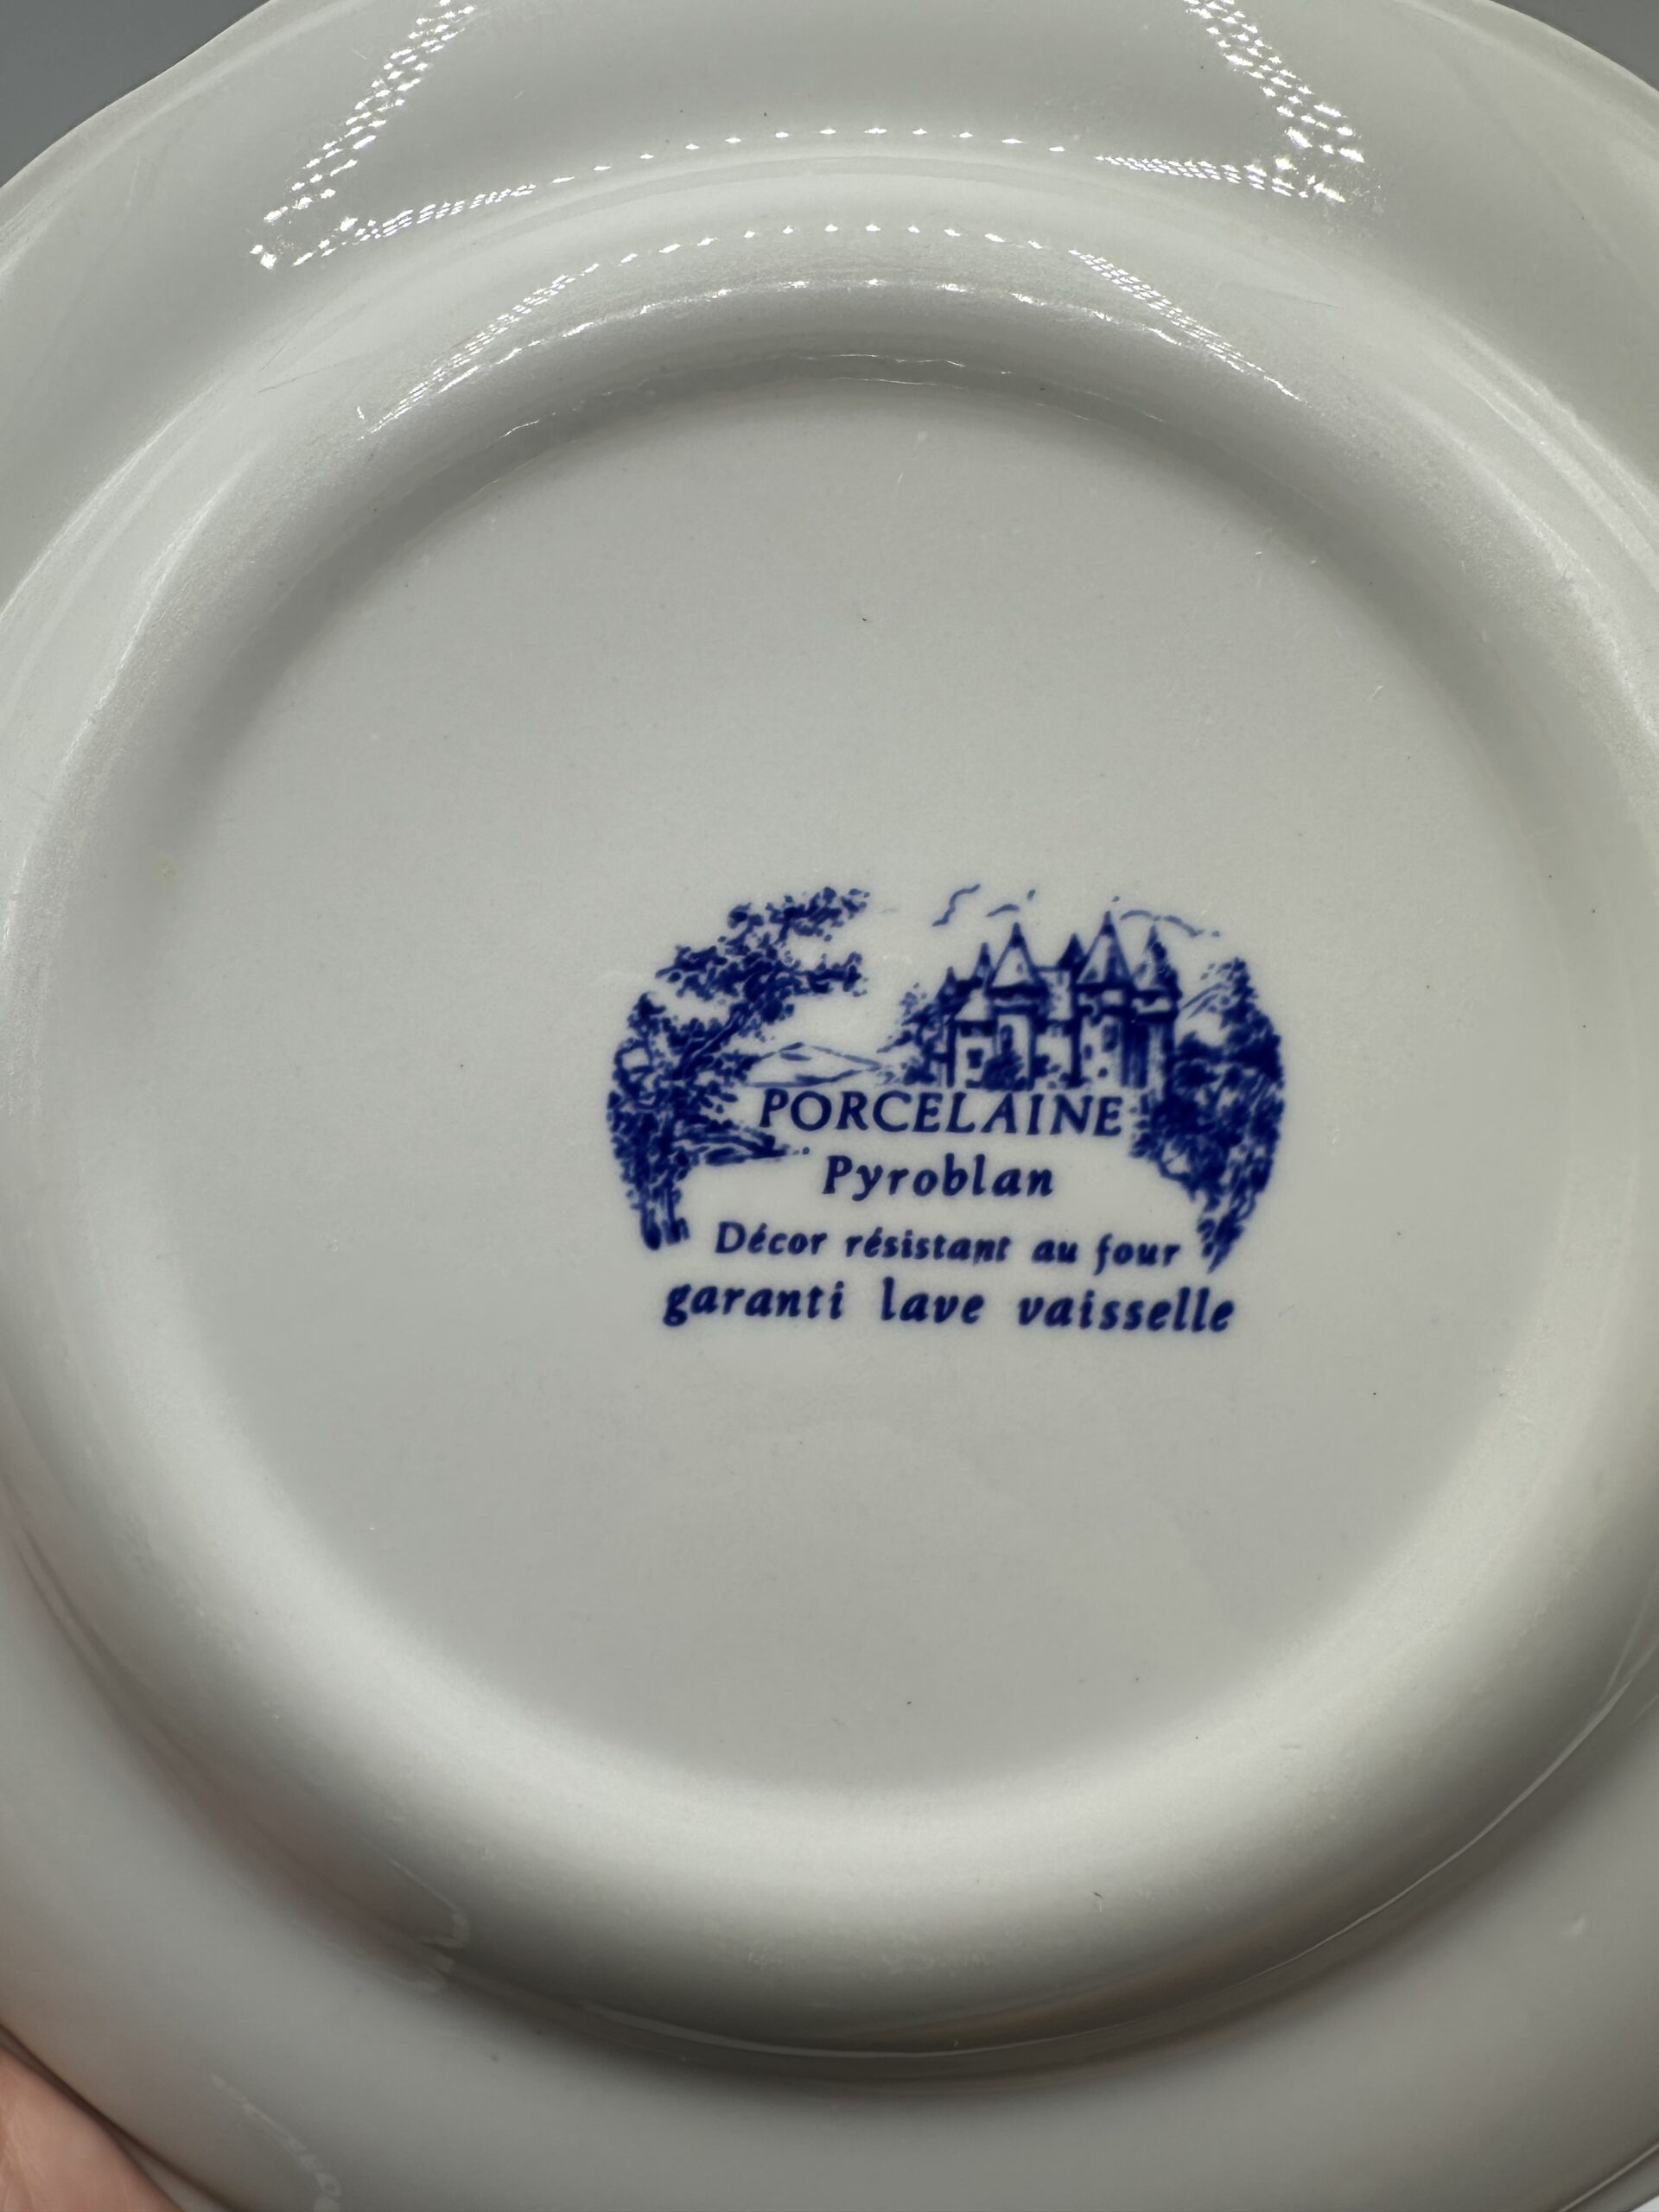 PORCELAINE
Pyroblan
Décor résistant au four
garanti lave vaisselle